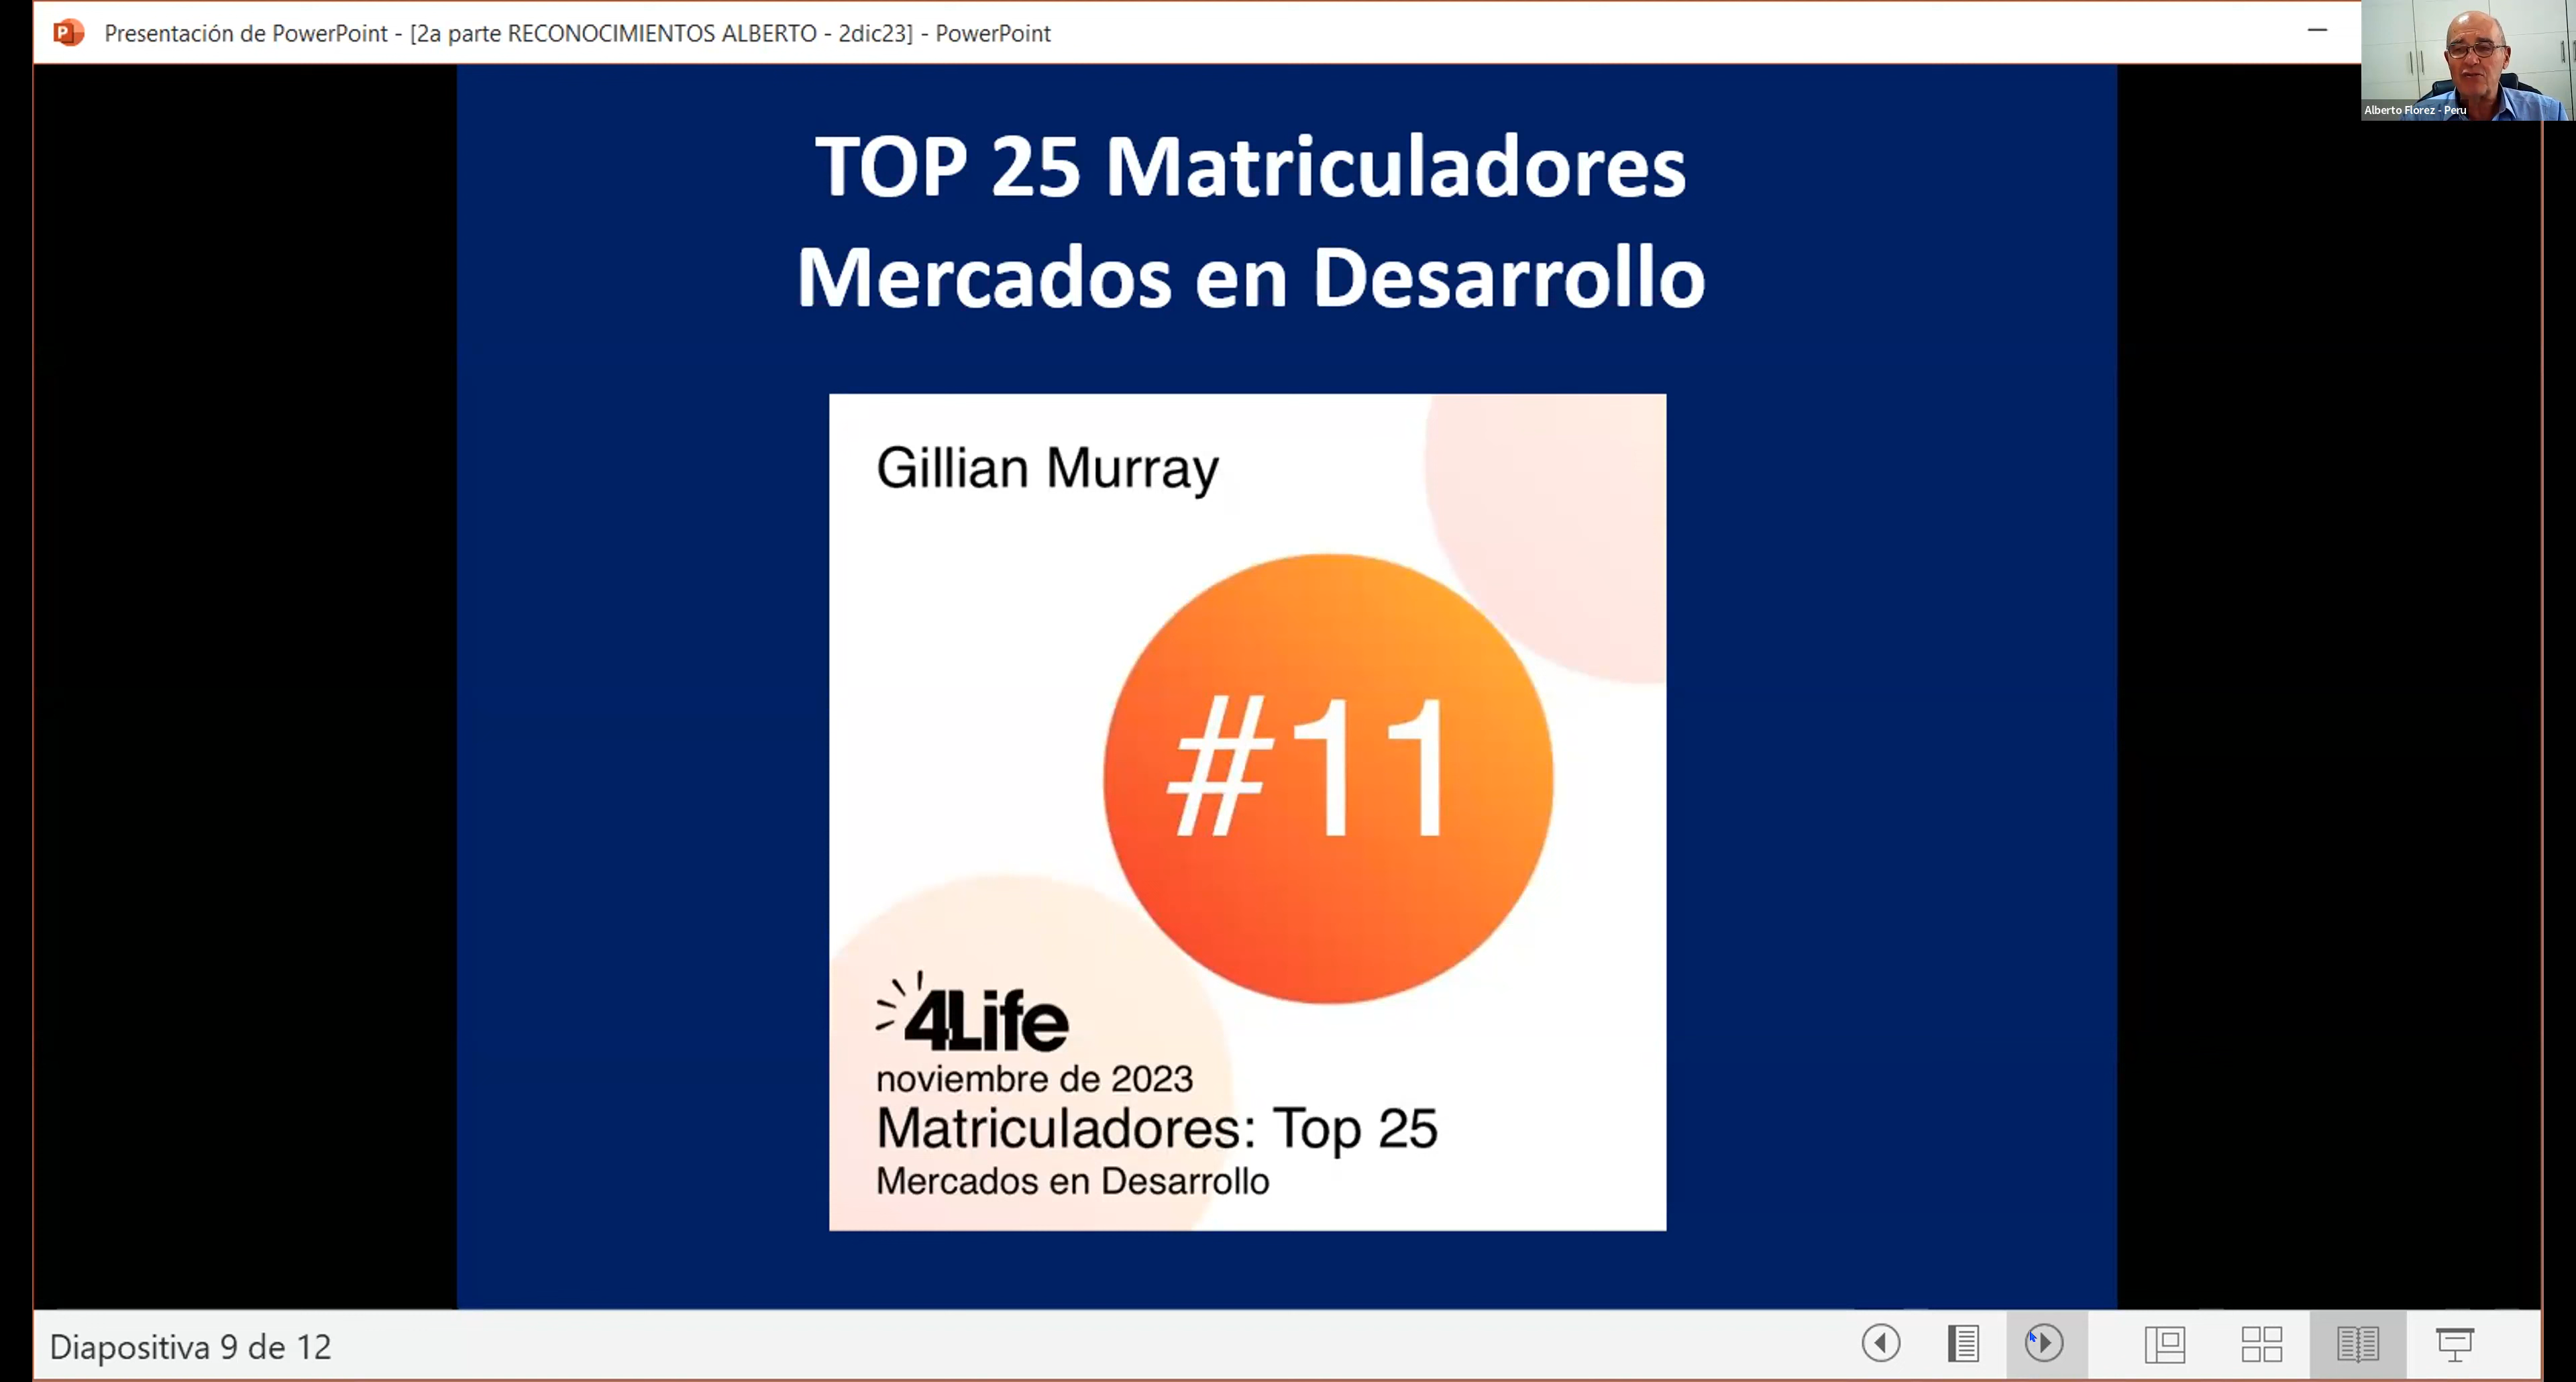 Presentación de PowerPoint - [2a parte RECONOCIMIENTOS ALBERTO - 2dic23] - PowerPoint
Alberto Florez - Peru
TOP 25 Matriculadores
Mercados en Desarrollo
Gillian Murray
#11
4Life
noviembre de 2023
Matriculadores: Top 25
Mercados en Desarrollo
Diapositiva 9 de 12